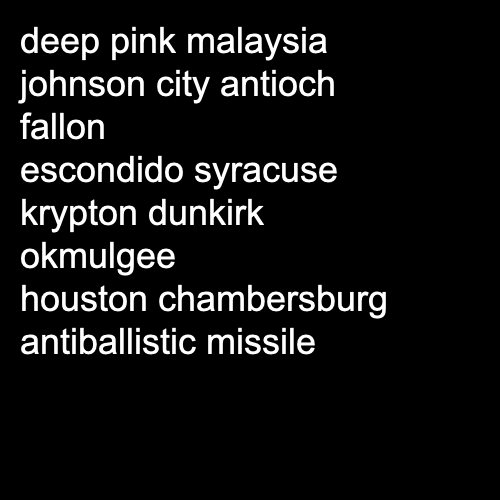 deep pink malaysia
johnson city antioch
fallon
escondido syracuse
krypton dunkirk
okmulgee
houston chambersburg
antiballistic missile